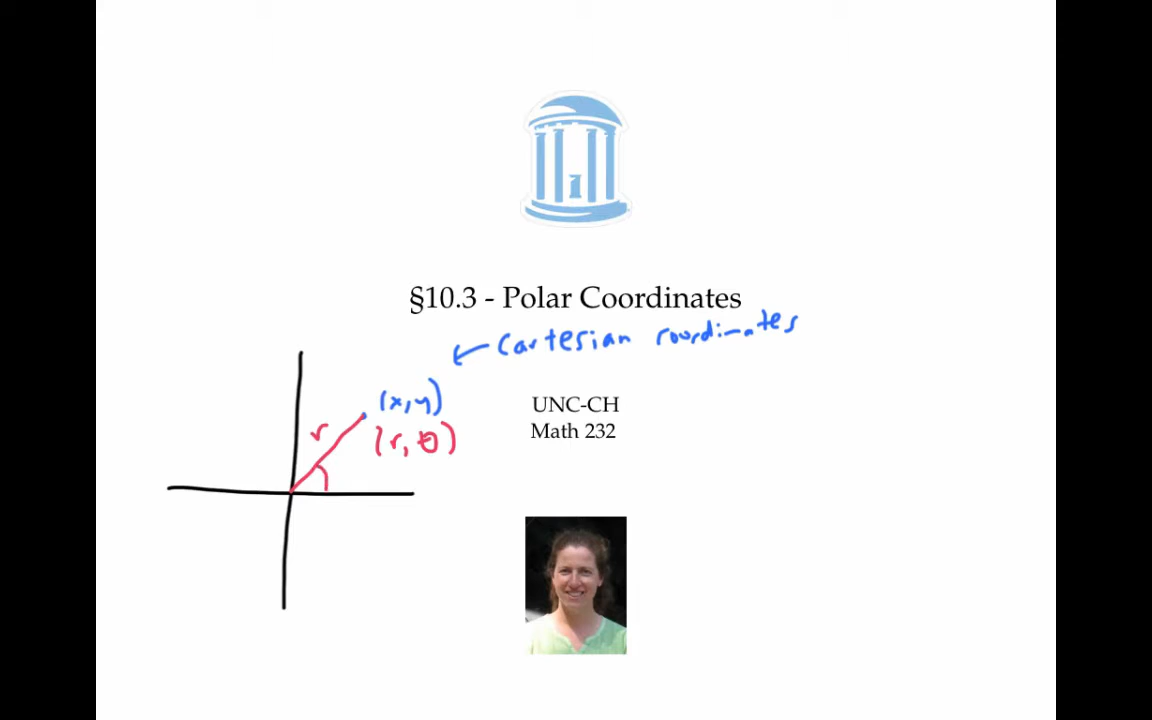 §10.3 - Polar Coordinates
Cartesian coordinates
(x,y)
UNC-CH
r
(r, θ)
Math 232